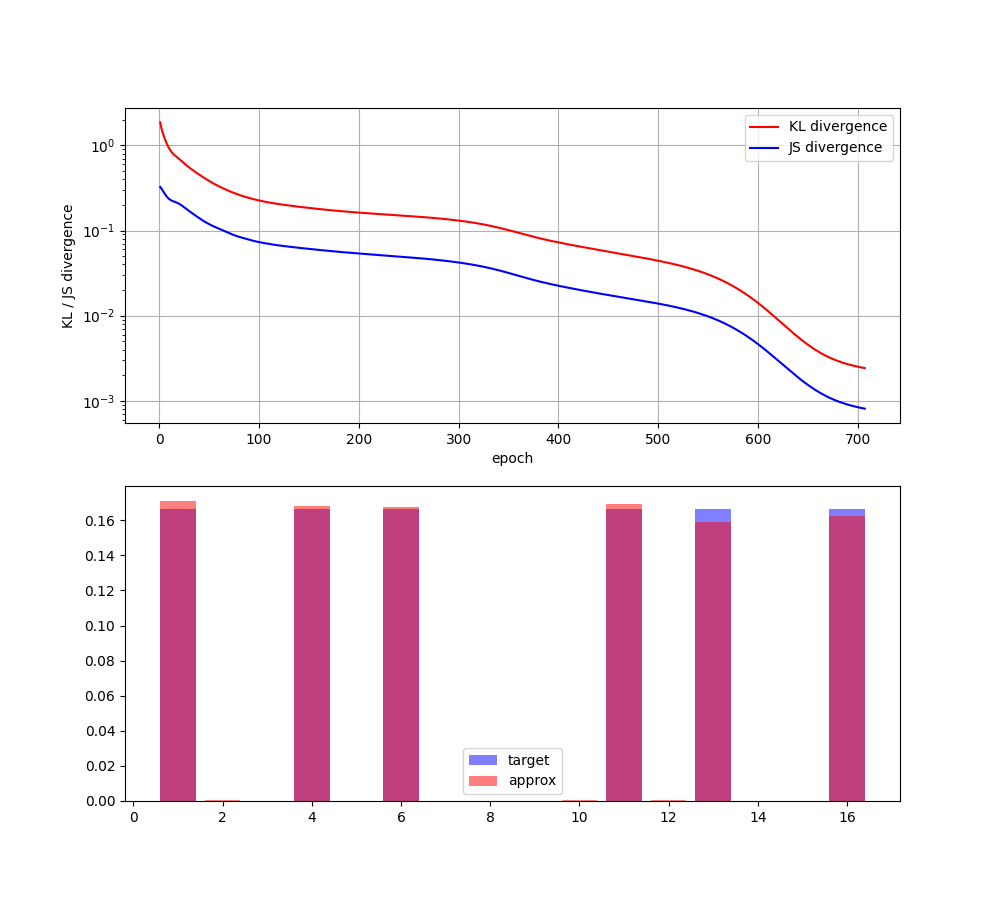 KL / JS divergence
10⁰
10⁻¹
10⁻²
10⁻³
KL divergence
JS divergence
0 100 200 300 400 500 600 700
epoch
0.16
0.14
0.12
0.10
0.08
0.06
0.04
0.02
0.00
target
approx
0 2 4 6 8 10 12 14 16